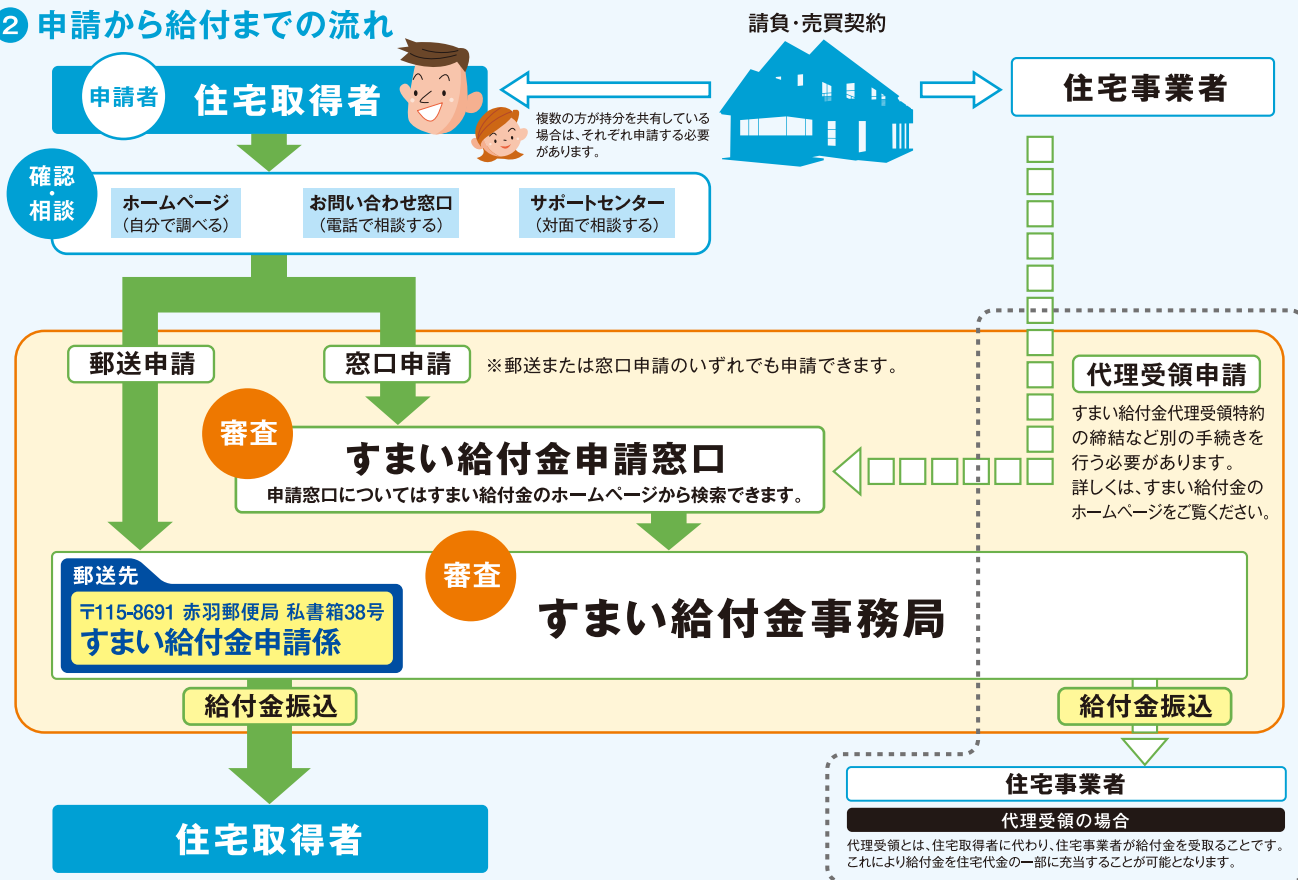 2 申請から給付までの流れ
請負・売買契約
申請者
住宅取得者
住宅事業者
複数の方が持分を共有している
場合は、それぞれ申請する必要
があります。
確認
・
相談
ホームページ
(自分で調べる)
お問い合わせ窓口
(電話で相談する)
サポートセンター
(対面で相談する)
郵送申請
窓口申請
※郵送または窓口申請のいずれでも申請できます。
代理受領申請
すまい給付金代理受領特約
の締結など別の手続きを
行う必要があります。
詳しくは、すまい給付金の
ホームページをご覧ください。
審査
すまい給付金申請窓口
申請窓口についてはすまい給付金のホームページから検索できます。
審査
郵送先
〒115-8691 赤羽郵便局 私書箱38号
すまい給付金申請係
すまい給付金事務局
給付金振込
給付金振込
住宅取得者
住宅事業者
代理受領の場合
代理受領とは、住宅取得者に代わり、住宅事業者が給付金を受取ることです。
これにより給付金を住宅代金の一部に充当することが可能となります。